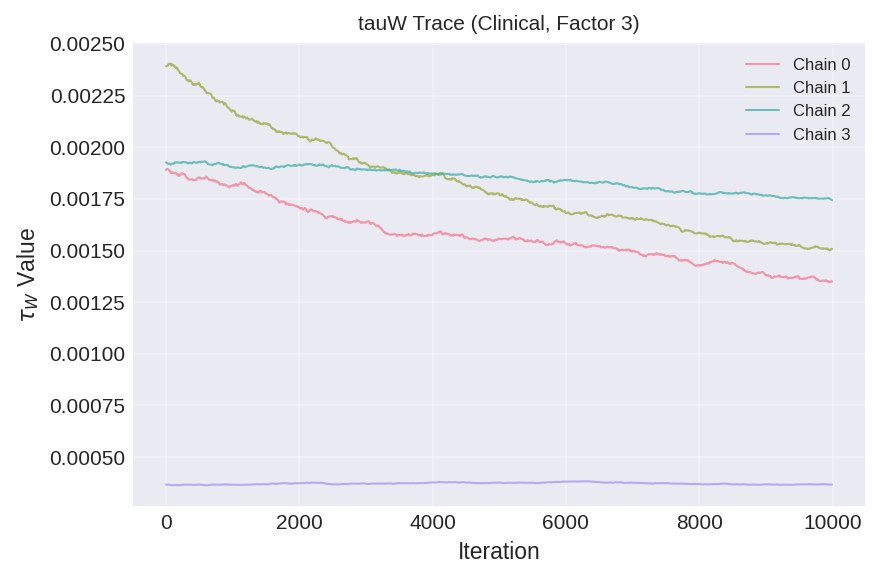 tauW Trace (Clinical, Factor 3)
0.00250
0.00225
0.00200
0.00175
0.00150
0.00125
0.00100
0.00075
0.00050
τW Value
Chain 0
Chain 1
Chain 2
Chain 3
0 2000 4000 6000 8000 10000
Iteration